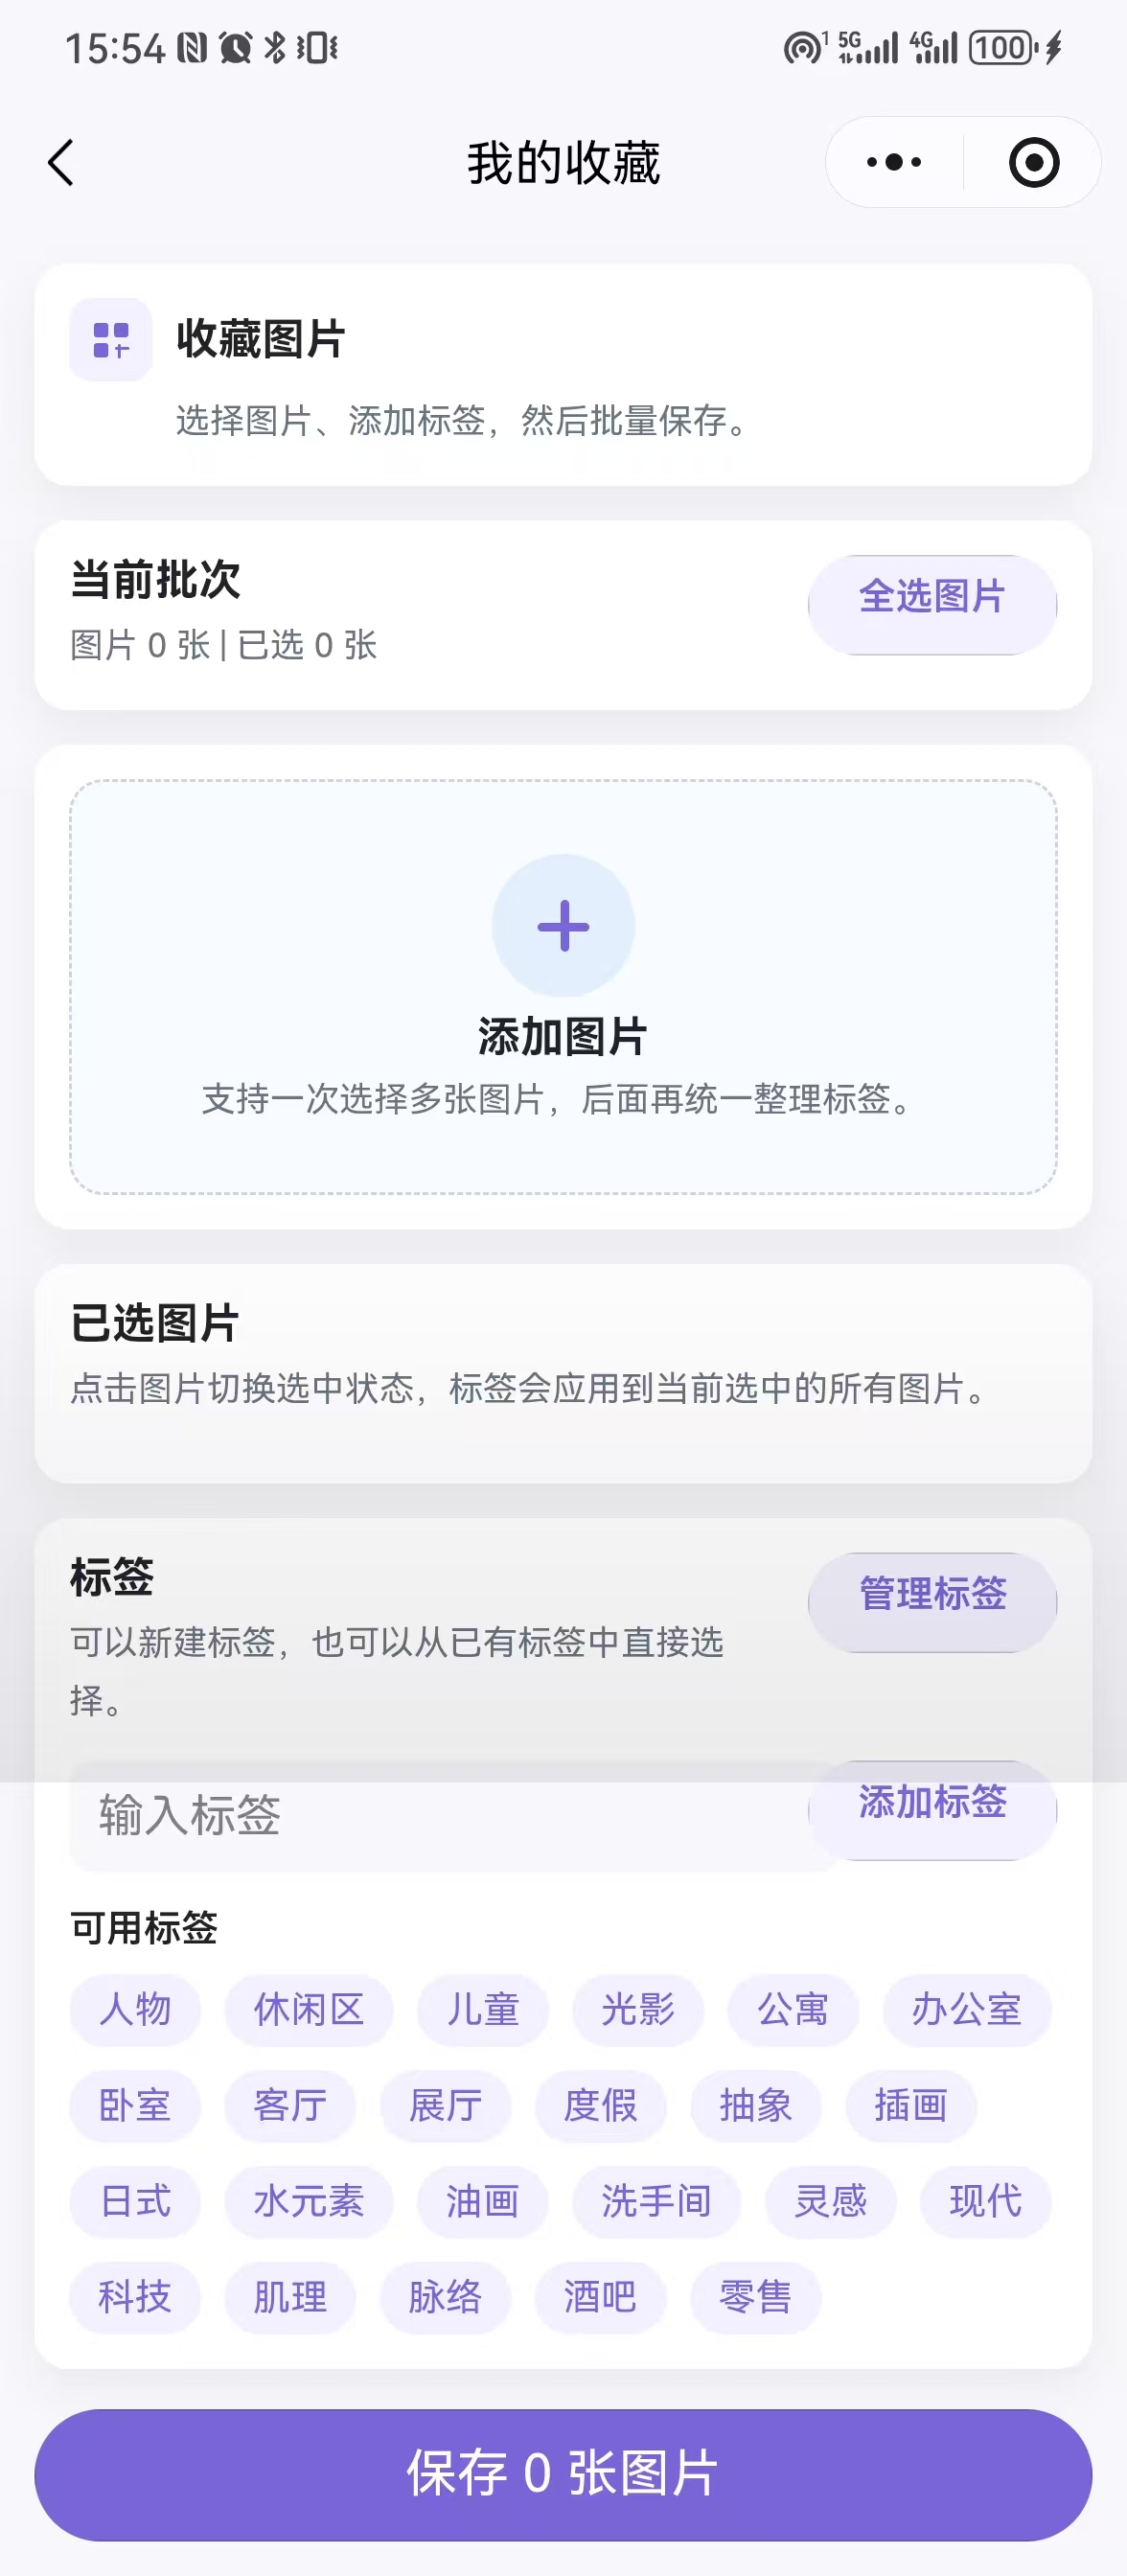 15:54
1 5G 4G 100
我的收藏
收藏图片
选择图片、添加标签，然后批量保存。
当前批次
图片 0 张 | 已选 0 张
全选图片
添加图片
支持一次选择多张图片，后面再统一整理标签。
已选图片
点击图片切换选中状态，标签会应用到当前选中的所有图片。
标签
管理标签
可以新建标签，也可以从已有标签中直接选
择。
输入标签
添加标签
可用标签
人物 休闲区 儿童 光影 公寓 办公室
卧室 客厅 展厅 度假 抽象 插画
日式 水元素 油画 洗手间 灵感 现代
科技 肌理 脉络 酒吧 零售
保存 0 张图片